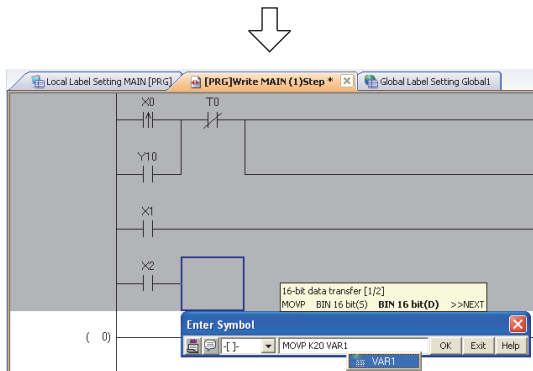 Local Label Setting MAIN [PRG] [PRG]Write MAIN (1)Step * Global Label Setting Global1
X0 T0
Y10
X1
X2
16-bit data transfer [1/2]
MOVP BIN 16 bit(S) BIN 16 bit(D) >>NEXT
Enter Symbol
( 0)
-[ ]- MOVP K20 VAR1 OK Exit Help
VAR1